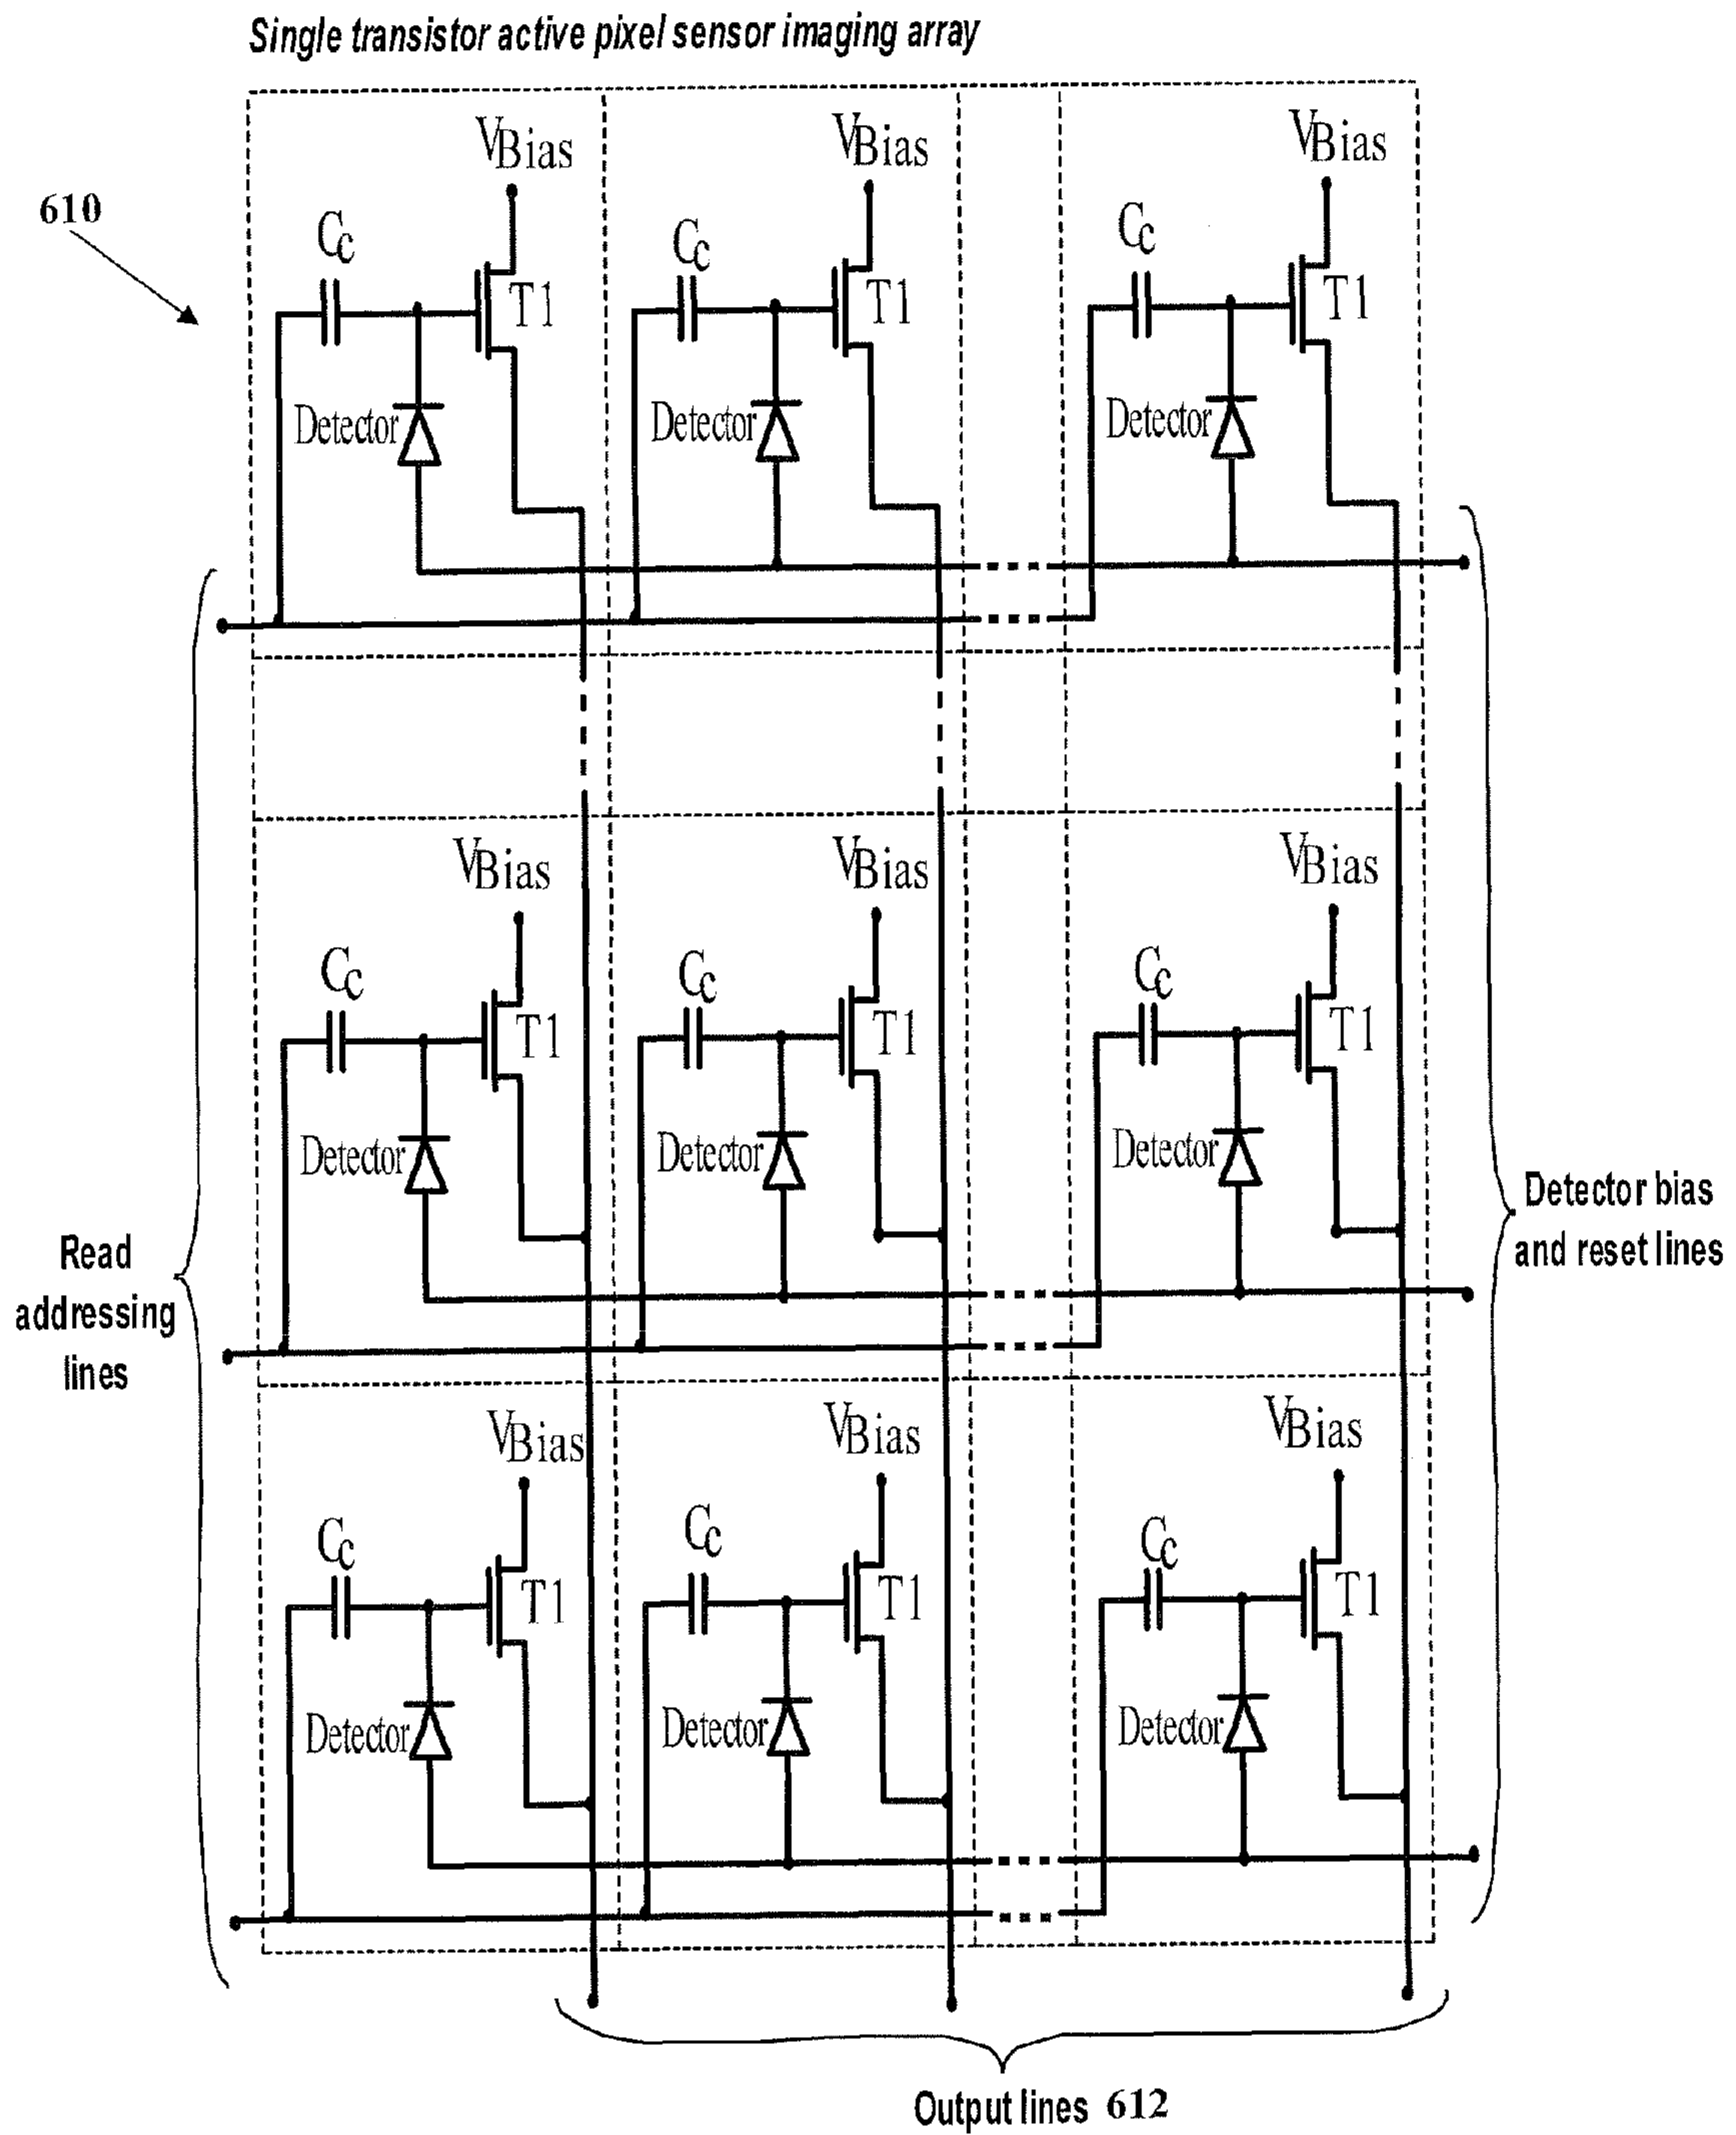 Single transistor active pixel sensor imaging array
610
VBias
VBias
VBias
Cc
Cc
Cc
T1
T1
T1
Detector
Detector
Detector
VBias
VBias
VBias
Cc
Cc
Cc
T1
T1
T1
Detector
Detector
Detector
Read
addressing
lines
Detector bias
and reset lines
VBias
VBias
VBias
Cc
Cc
Cc
T1
T1
T1
Detector
Detector
Detector
Output lines 612